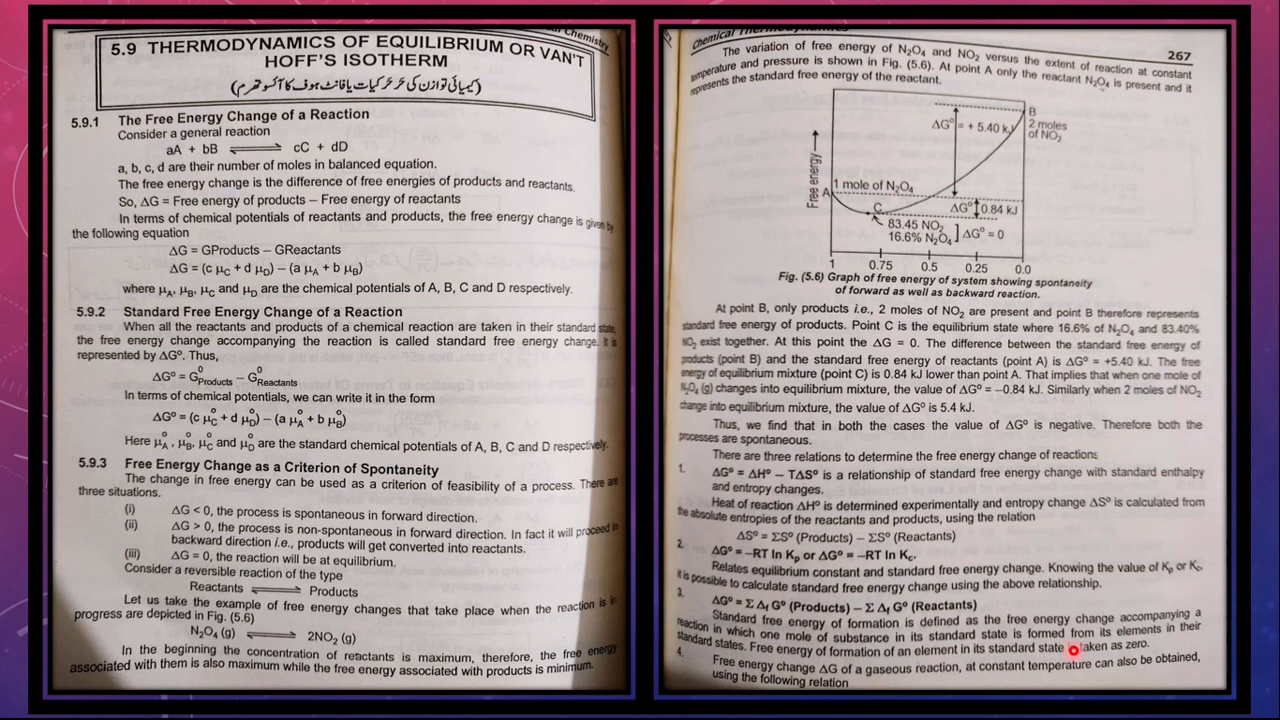 al Chemistry
5.9 THERMODYNAMICS OF EQUILIBRIUM OR VAN'T
HOFF'S ISOTHERM
(کیمیائی توازن کی حَر حَرکیات یا فانٹ ہوف کا آئسو تھرم)
5.9.1 The Free Energy Change of a Reaction
Consider a general reaction
aA + bB ⇌ cC + dD
a, b, c, d are their number of moles in balanced equation.
The free energy change is the difference of free energies of products and reactants.
So, ΔG = Free energy of products – Free energy of reactants
In terms of chemical potentials of reactants and products, the free energy change is given by
the following equation
ΔG = GProducts – GReactants
ΔG = (c μC + d μD) – (a μA + b μB)
where μA, μB, μC and μD are the chemical potentials of A, B, C and D respectively.
5.9.2 Standard Free Energy Change of a Reaction
When all the reactants and products of a chemical reaction are taken in their standard state,
the free energy change accompanying the reaction is called standard free energy change. It is
represented by ΔG°. Thus,
ΔG° = G°Products – G°Reactants
In terms of chemical potentials, we can write it in the form
ΔG° = (c μ°C + d μ°D) – (a μ°A + b μ°B)
Here μ°A, μ°B, μ°C and μ°D are the standard chemical potentials of A, B, C and D respectively.
5.9.3 Free Energy Change as a Criterion of Spontaneity
The change in free energy can be used as a criterion of feasibility of a process. There are
three situations.
(i) ΔG < 0, the process is spontaneous in forward direction.
(ii) ΔG > 0, the process is non-spontaneous in forward direction. In fact it will proceed in
backward direction i.e., products will get converted into reactants.
(iii) ΔG = 0, the reaction will be at equilibrium.
Consider a reversible reaction of the type
Reactants ⇌ Products
Let us take the example of free energy changes that take place when the reaction is in
progress are depicted in Fig. (5.6)
N₂O₄ (g) ⇌ 2NO₂ (g)
In the beginning the concentration of reactants is maximum, therefore, the free energy
associated with them is also maximum while the free energy associated with products is minimum.
Chemical Thermodynamics 267
The variation of free energy of N₂O₄ and NO₂ versus the extent of reaction at constant
temperature and pressure is shown in Fig. (5.6). At point A only the reactant N₂O₄ is present and it
represents the standard free energy of the reactant.
Free energy
ΔG° = + 5.40 kJ
B
2 moles
of NO₂
A
1 mole of N₂O₄
C
ΔG° 0.84 kJ
83.45 NO₂
16.6% N₂O₄ ] ΔG° = 0
1 0.75 0.5 0.25 0.0
Fig. (5.6) Graph of free energy of system showing spontaneity
of forward as well as backward reaction.
At point B, only products i.e., 2 moles of NO₂ are present and point B therefore represents
standard free energy of products. Point C is the equilibrium state where 16.6% of N₂O₄ and 83.40%
NO₂ exist together. At this point the ΔG = 0. The difference between the standard free energy of
products (point B) and the standard free energy of reactants (point A) is ΔG° = +5.40 kJ. The free
energy of equilibrium mixture (point C) is 0.84 kJ lower than point A. That implies that when one mole of
N₂O₄ (g) changes into equilibrium mixture, the value of ΔG° = –0.84 kJ. Similarly when 2 moles of NO₂
change into equilibrium mixture, the value of ΔG° is 5.4 kJ.
Thus, we find that in both the cases the value of ΔG° is negative. Therefore both the
processes are spontaneous.
There are three relations to determine the free energy change of reactions
1. ΔG° = ΔH° – TΔS° is a relationship of standard free energy change with standard enthalpy
and entropy changes.
Heat of reaction ΔH° is determined experimentally and entropy change ΔS° is calculated from
the absolute entropies of the reactants and products, using the relation
ΔS° = ΣS° (Products) – ΣS° (Reactants)
2. ΔG° = –RT ln Kp or ΔG° = –RT ln Kc.
Relates equilibrium constant and standard free energy change. Knowing the value of Kp or Kc,
it is possible to calculate standard free energy change using the above relationship.
3. ΔG° = Σ Δf G° (Products) – Σ Δf G° (Reactants)
Standard free energy of formation is defined as the free energy change accompanying a
reaction in which one mole of substance in its standard state is formed from its elements in their
standard states. Free energy of formation of an element in its standard state taken as zero.
4. Free energy change ΔG of a gaseous reaction, at constant temperature can also be obtained,
using the following relation